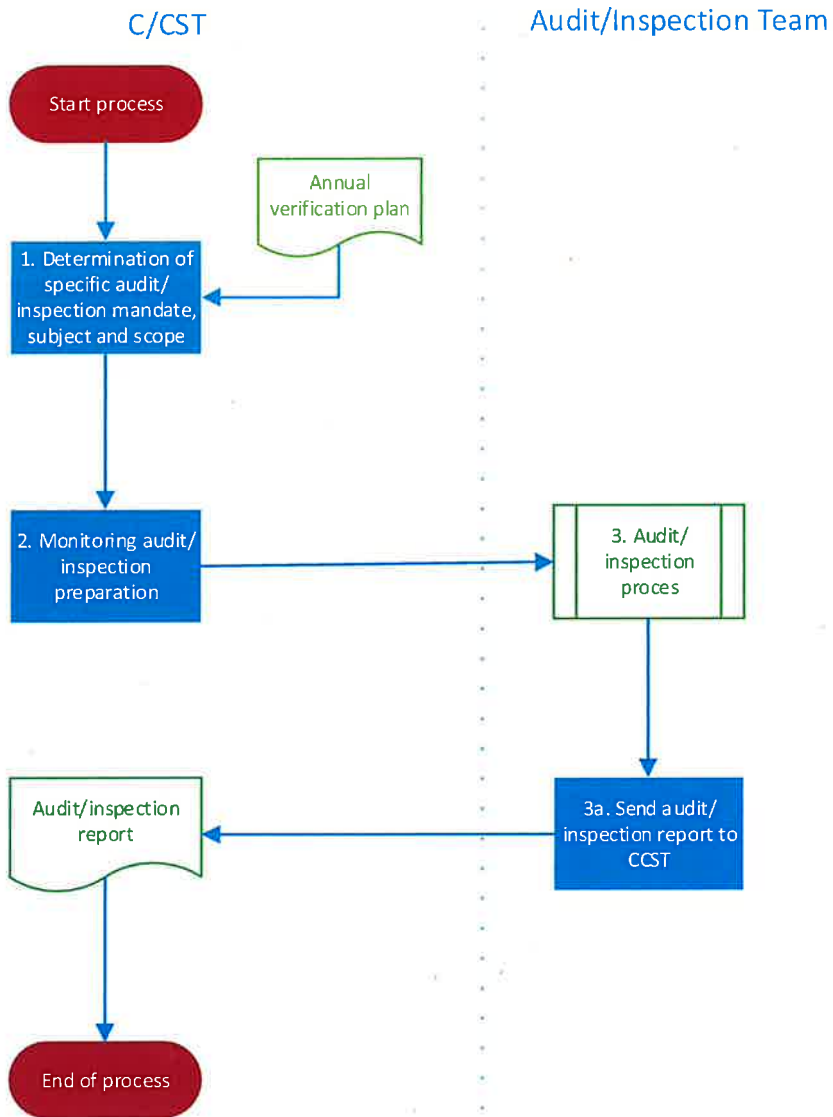 C/CST
Audit/Inspection Team
Start process
Annual
verification plan
1. Determination of
specific audit/
inspection mandate,
subject and scope
2. Monitoring audit/
inspection
preparation
3. Audit/
inspection
proces
Audit/inspection
report
3a. Send audit/
inspection report to
CCST
End of process